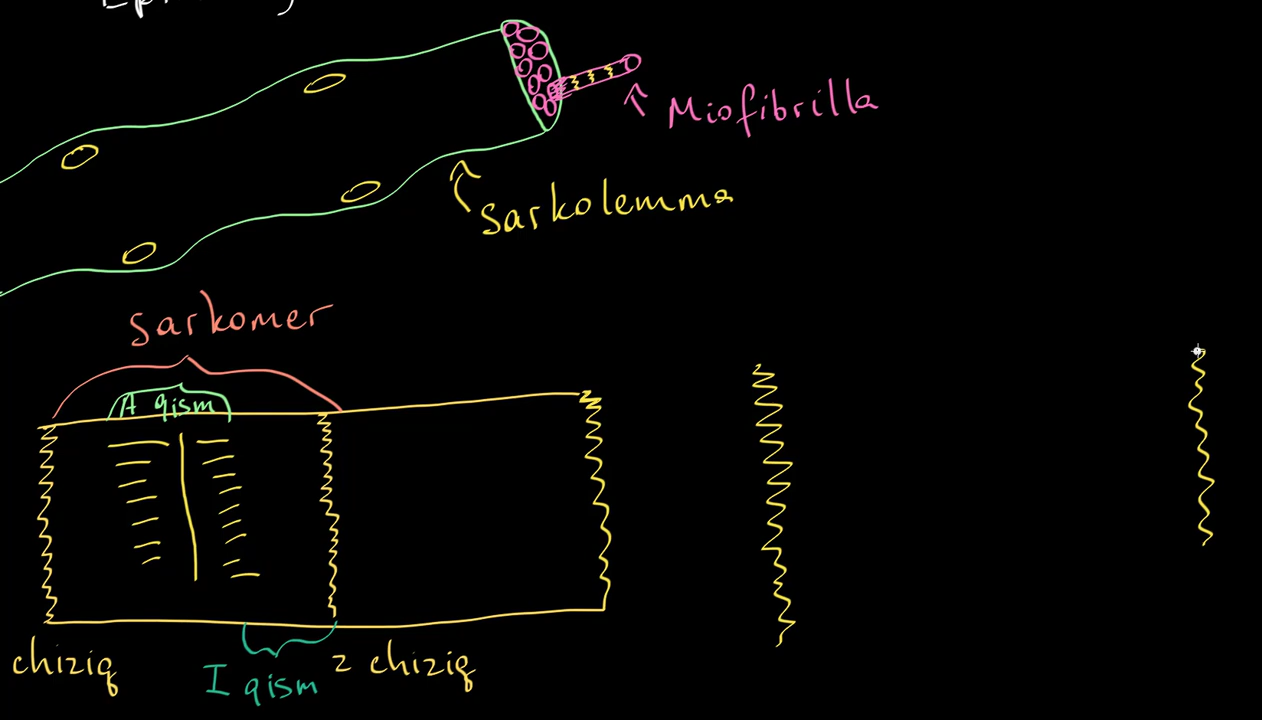 Miofibrilla
Sarkolemma
Sarkomer
A qism
chiziq
I qism
z chiziq